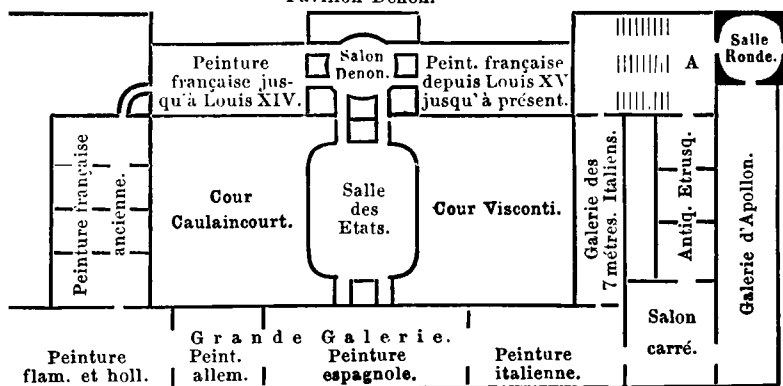 Pavillon Denon.
Peinture
française jus-
qu'à Louis XIV.
Salon
Denon.
Peint. française
depuis Louis XV
jusqu'à présent.
A
Salle
Ronde.
Peinture française
ancienne.
Cour
Caulaincourt.
Salle
des
Etats.
Cour Visconti.
Galerie des
7 métres. Italiens.
Antiq. Etrusq.
Galerie d'Apollon.
Salon
carré.
Grande Galerie.
Peinture
flam. et holl.
Peint.
allem.
Peinture
espagnole.
Peinture
italienne.